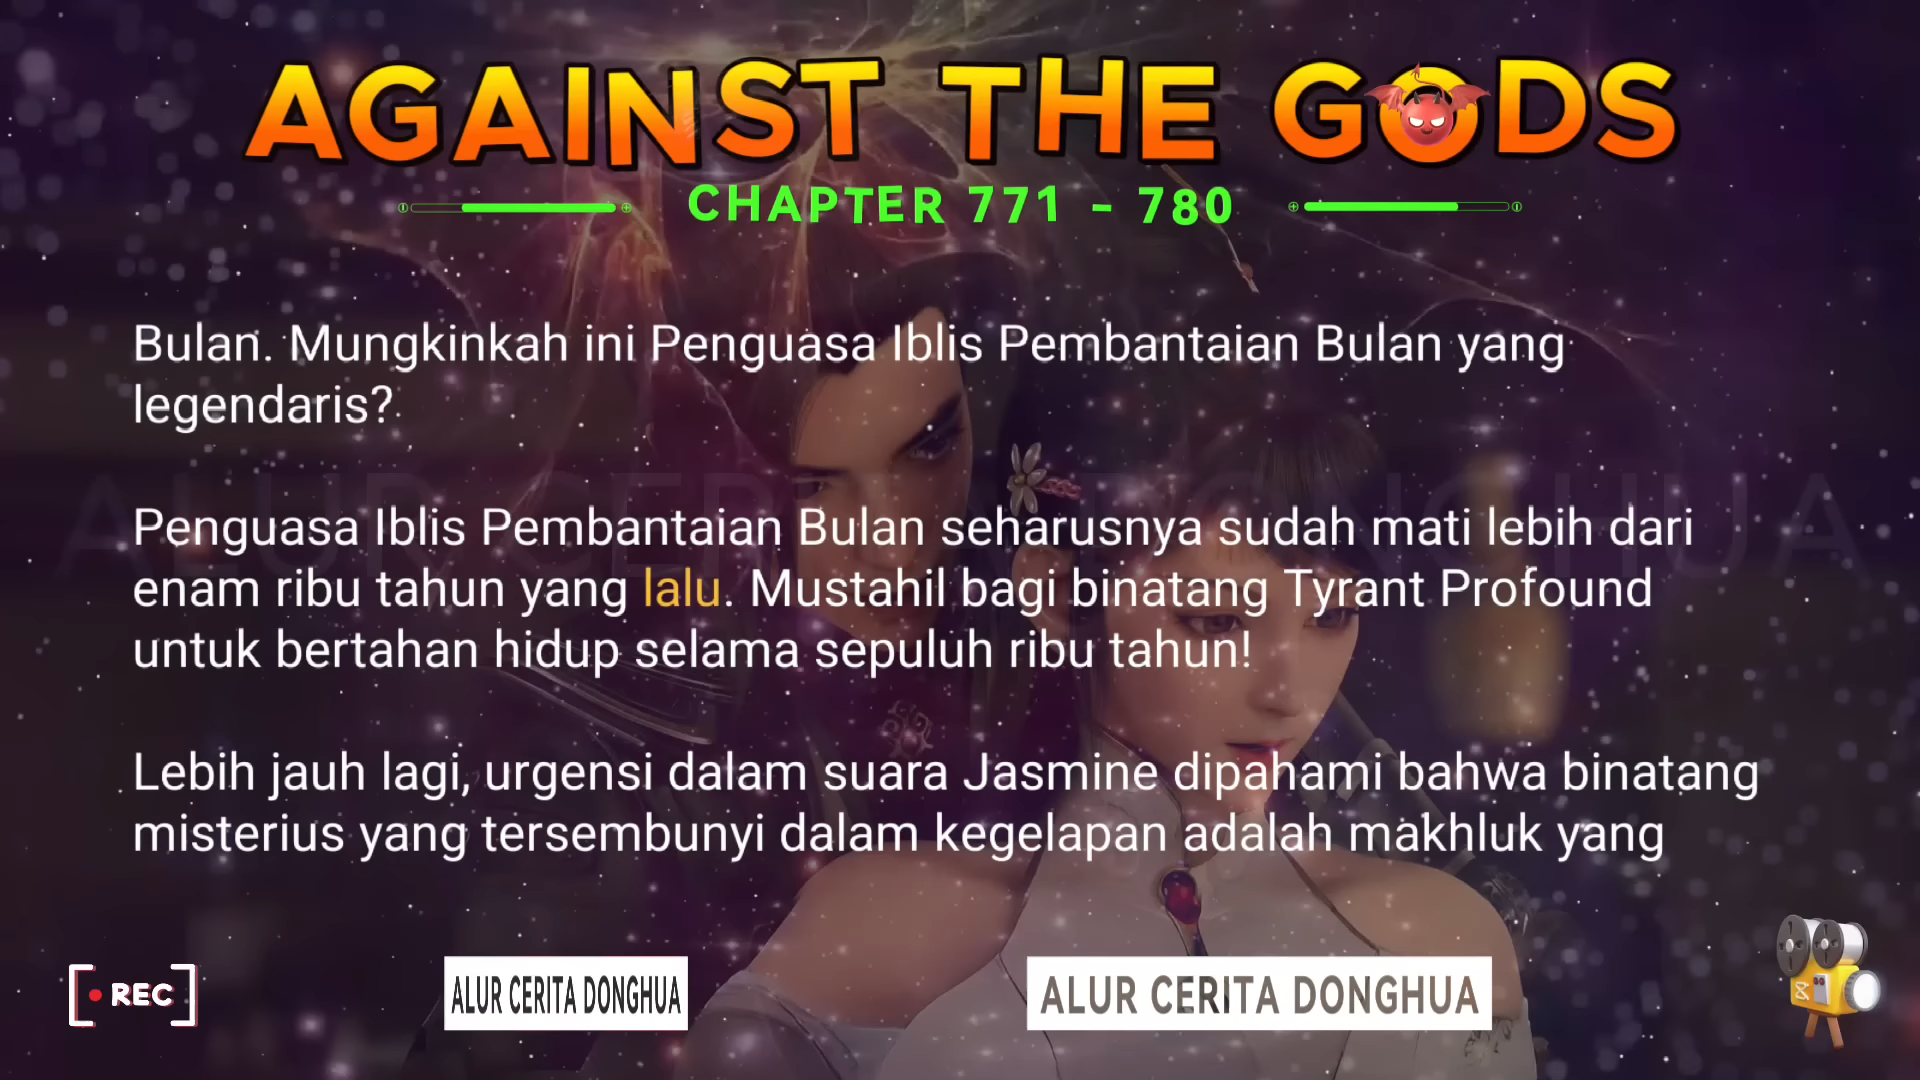 AGAINST THE GODS
CHAPTER 771 - 780
Bulan. Mungkinkah ini Penguasa Iblis Pembantaian Bulan yang
legendaris?
Penguasa Iblis Pembantaian Bulan seharusnya sudah mati lebih dari
enam ribu tahun yang lalu. Mustahil bagi binatang Tyrant Profound
untuk bertahan hidup selama sepuluh ribu tahun!
Lebih jauh lagi, urgensi dalam suara Jasmine dipahami bahwa binatang
misterius yang tersembunyi dalam kegelapan adalah makhluk yang
ALUR CERITA DONGHUA
REC
ALUR CERITA DONGHUA
ALUR CERITA DONGHUA